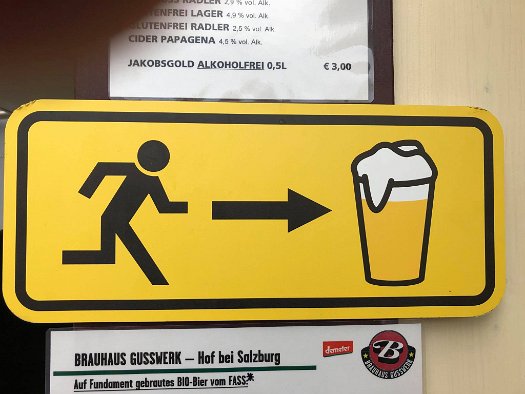 RADLER 2,9 % vol. Alk.
GLUTENFREI LAGER 4,9 % vol. Alk.
GLUTENFREI RADLER 2,5 % vol. Alk.
CIDER PAPAGENA 4,5 % vol. Alk.
JAKOBSGOLD ALKOHOLFREI 0,5L € 3,00
BRAUHAUS GUSSWERK – Hof bei Salzburg
Auf Fundament gebrautes BIO-Bier vom FASS:*
demeter
B
BRAUHAUS GUSSWERK